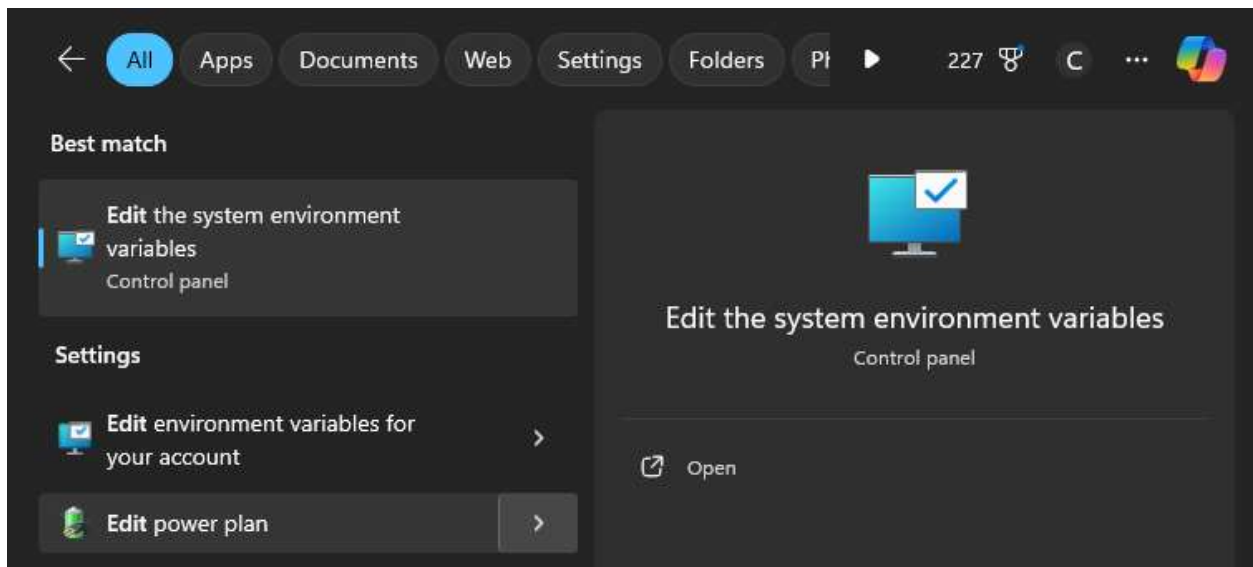 All Apps Documents Web Settings Folders 227 C ...
Best match
Edit the system environment
variables
Control panel
Edit the system environment variables
Control panel
Settings
Edit environment variables for
your account
Open
Edit power plan